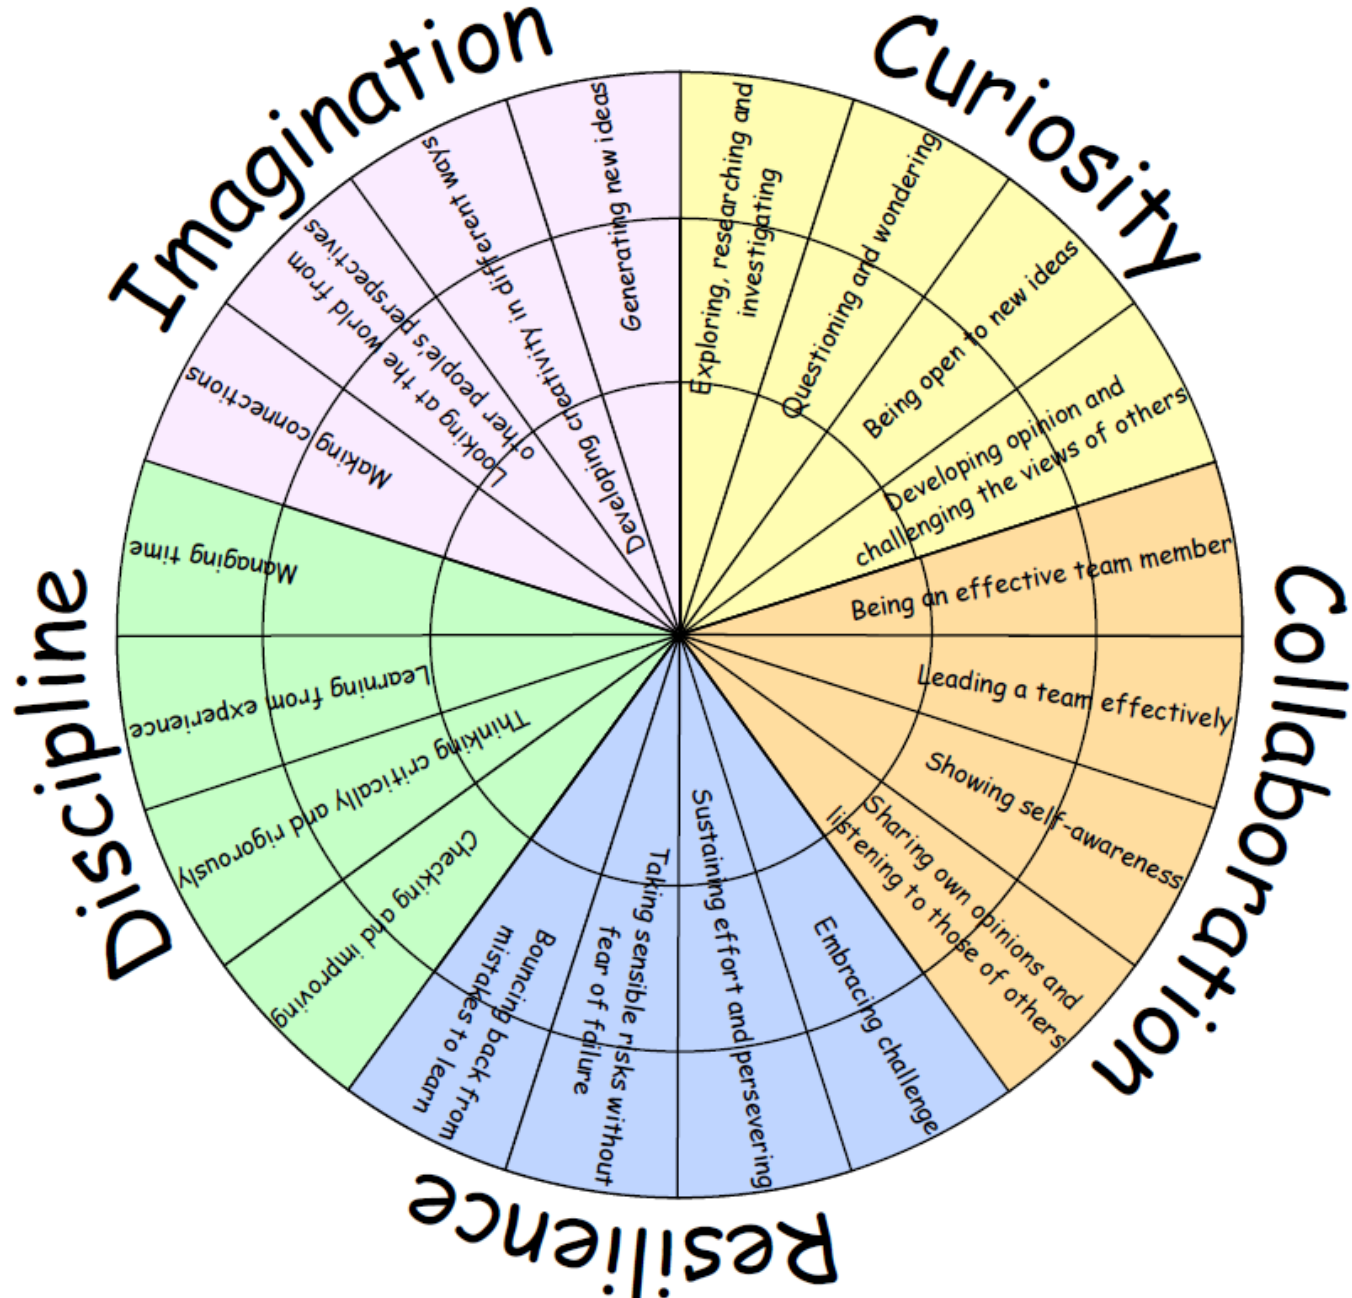 Curiosity
Exploring, researching and
investigating
Questioning and wondering
Being open to new ideas
Developing opinion and
challenging the views of others
Collaboration
Being an effective team member
Leading a team effectively
Showing self-awareness
Sharing own opinions and
listening to those of others
Resilience
Embracing challenge
Sustaining effort and persevering
Taking sensible risks without
fear of failure
Bouncing back from
mistakes to learn
Discipline
Checking and improving
Thinking critically and rigorously
Learning from experience
Managing time
Imagination
Making connections
Looking at the world from
other people's perspectives
Developing creativity in different ways
Generating new ideas